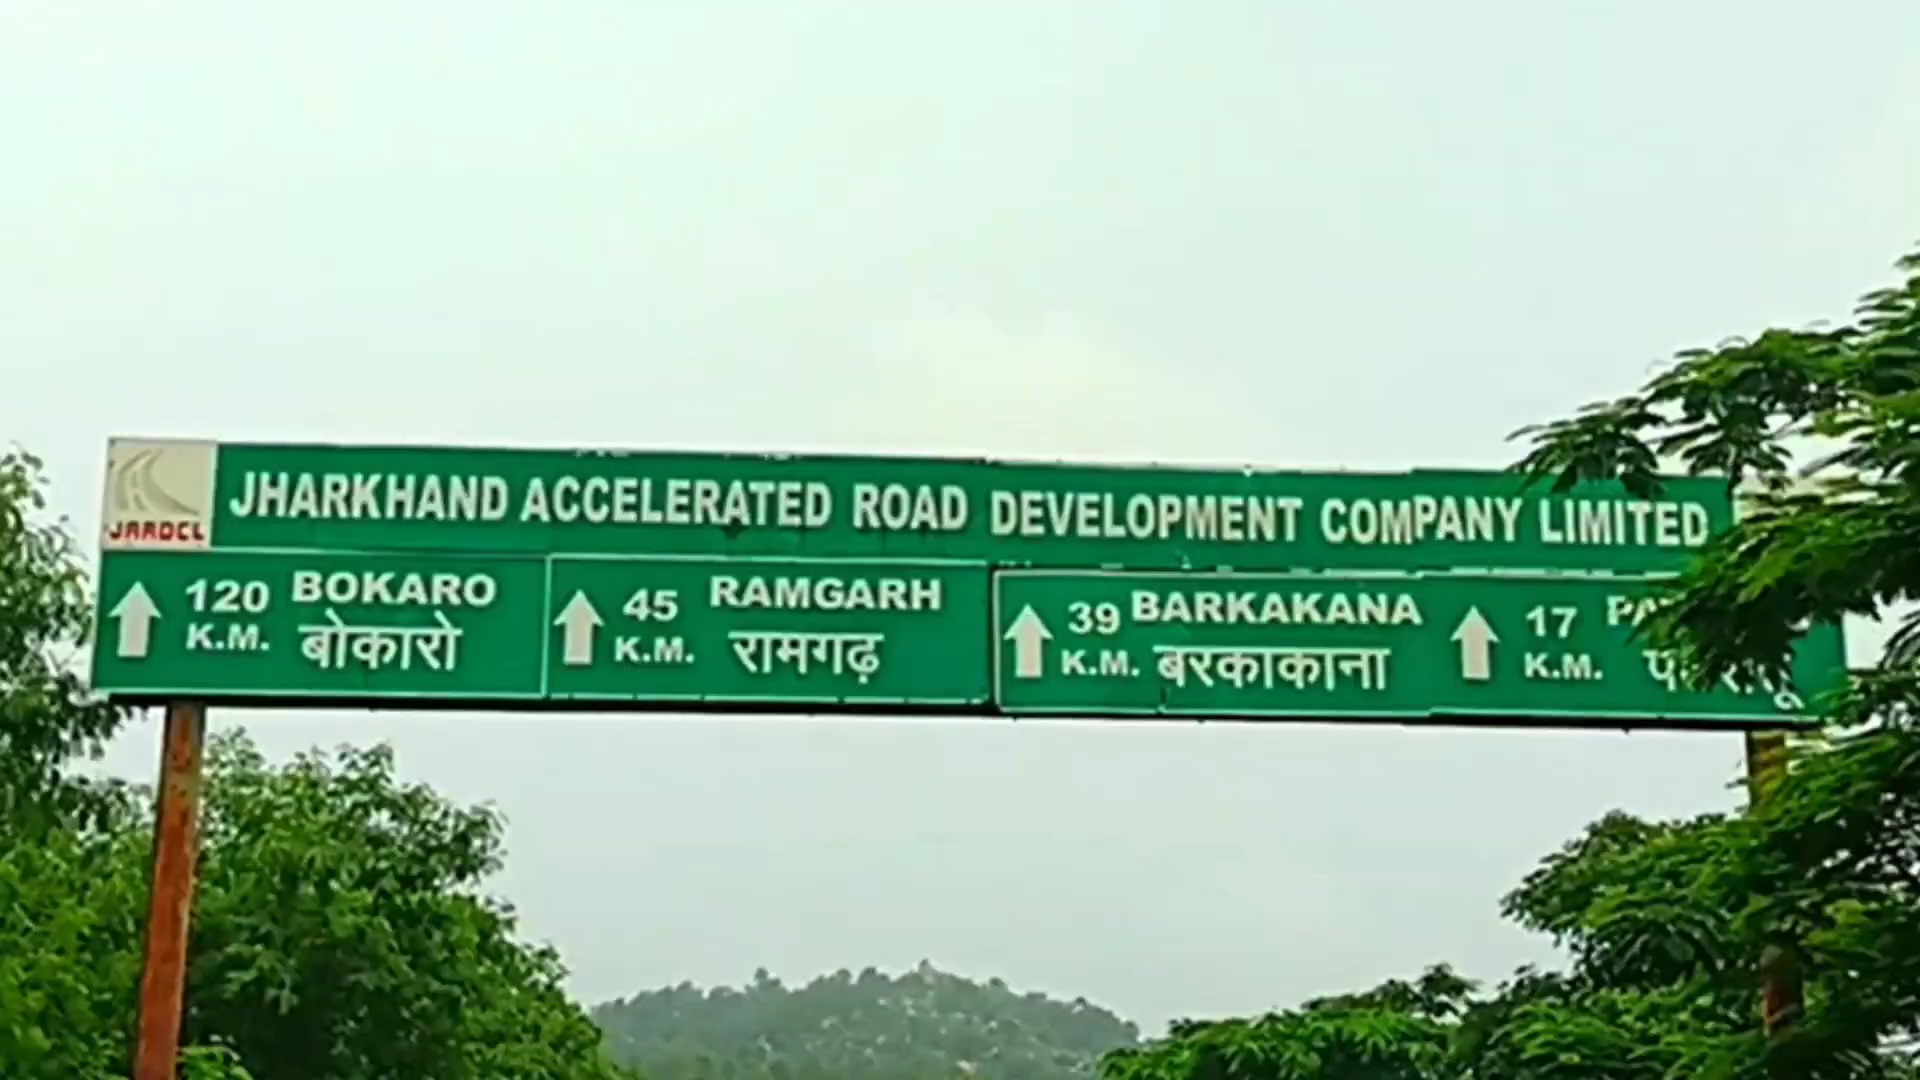 JARDCL
JHARKHAND ACCELERATED ROAD DEVELOPMENT COMPANY LIMITED
120 K.M.
BOKARO
बोकारो
45 K.M.
RAMGARH
रामगढ़
39 K.M.
BARKAKANA
बरकाकाना
17 K.M.